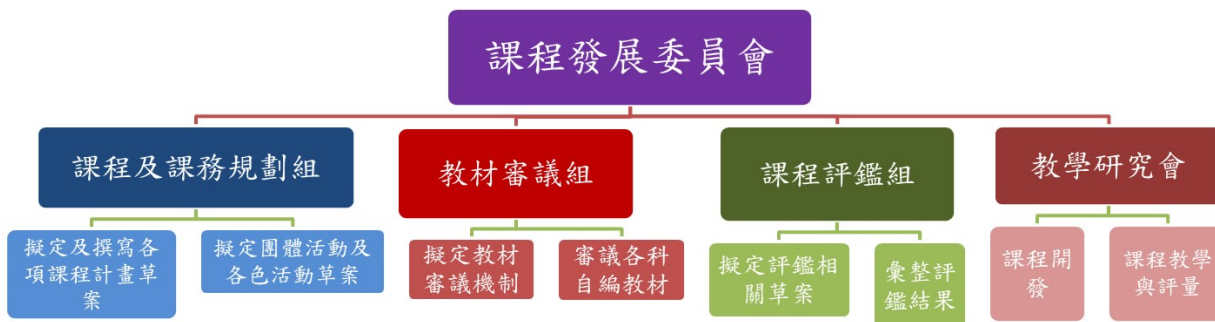 課程發展委員會
課程及課務規劃組
教材審議組
課程評鑑組
教學研究會
擬定及撰寫各
項課程計畫草
案
擬定團體活動及
各色活動草案
擬定教材
審議機制
審議各科
自編教材
擬定評鑑相
關草案
彙整評
鑑結果
課程開
發
課程教學
與評量